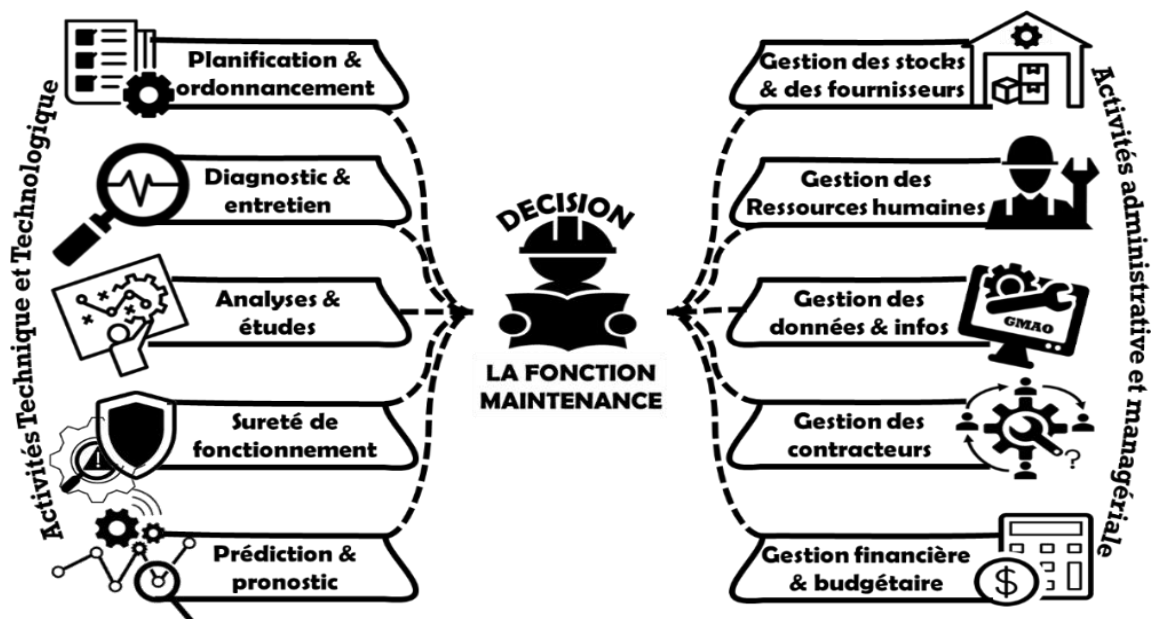 Activités Technique et Technologique
Planification &
ordonnancement
Diagnostic &
entretien
Analyses &
études
Sureté de
fonctionnement
Prédiction &
pronostic
DECISION
LA FONCTION
MAINTENANCE
Gestion des stocks
& des fournisseurs
Gestion des
Ressources humaines
Gestion des
données & infos
GMAO
Gestion des
contracteurs
?
Gestion financière
& budgétaire
$
Activités administrative et managériale